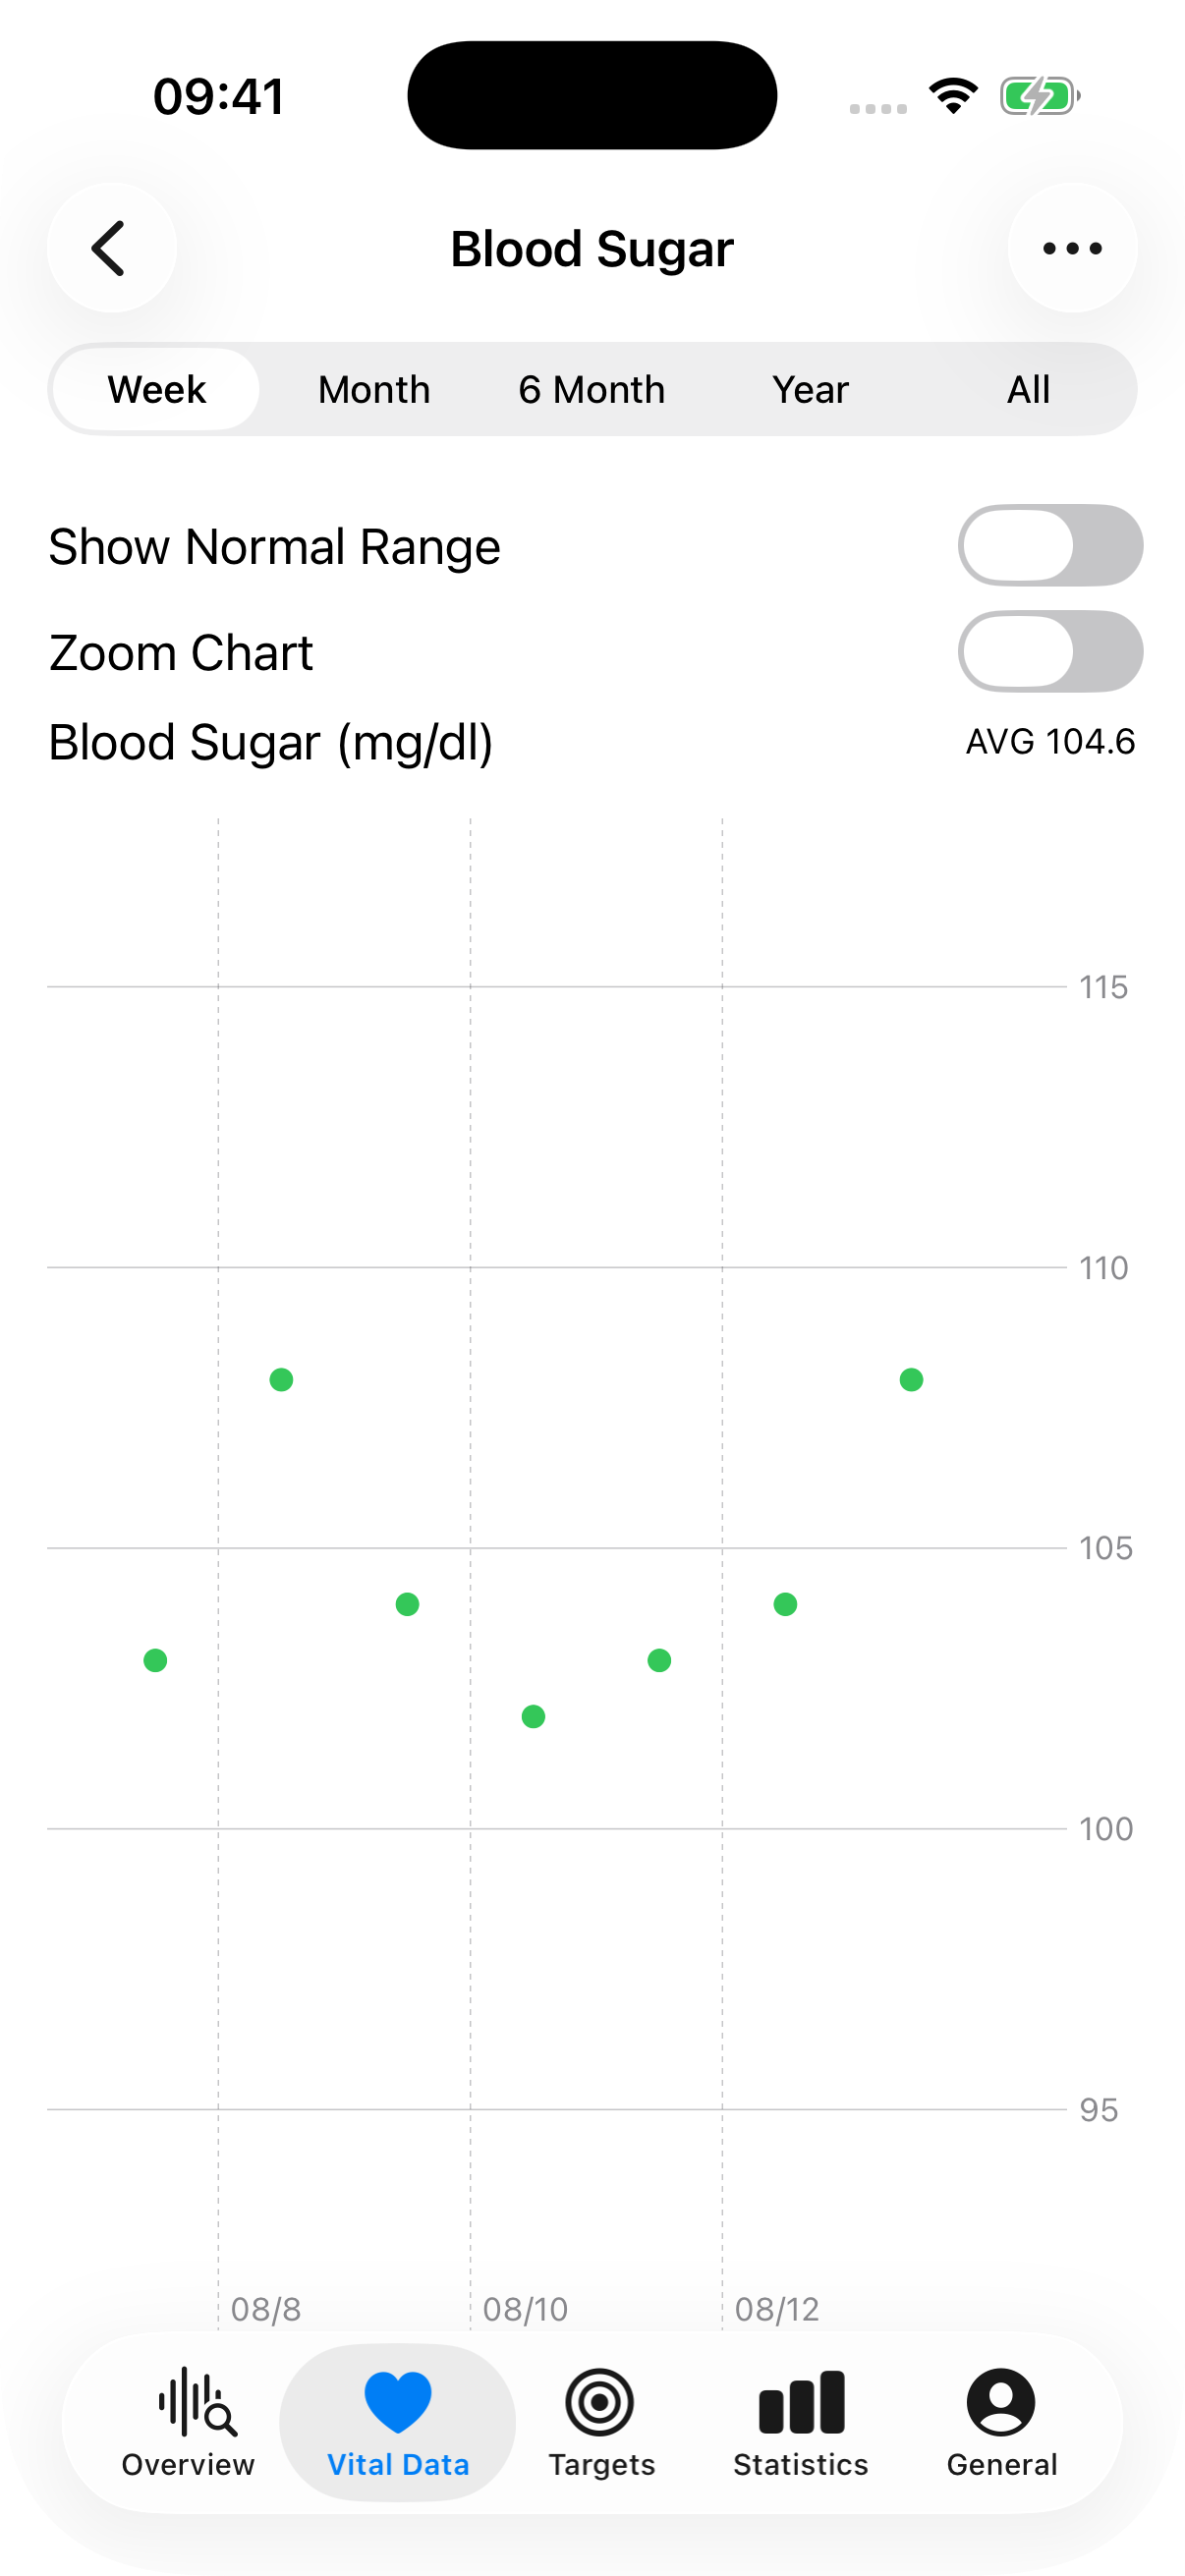 09:41
Blood Sugar
Week Month 6 Month Year All
Show Normal Range
Zoom Chart
Blood Sugar (mg/dl) AVG 104.6
115
110
105
100
95
08/8 08/10 08/12
Overview Vital Data Targets Statistics General